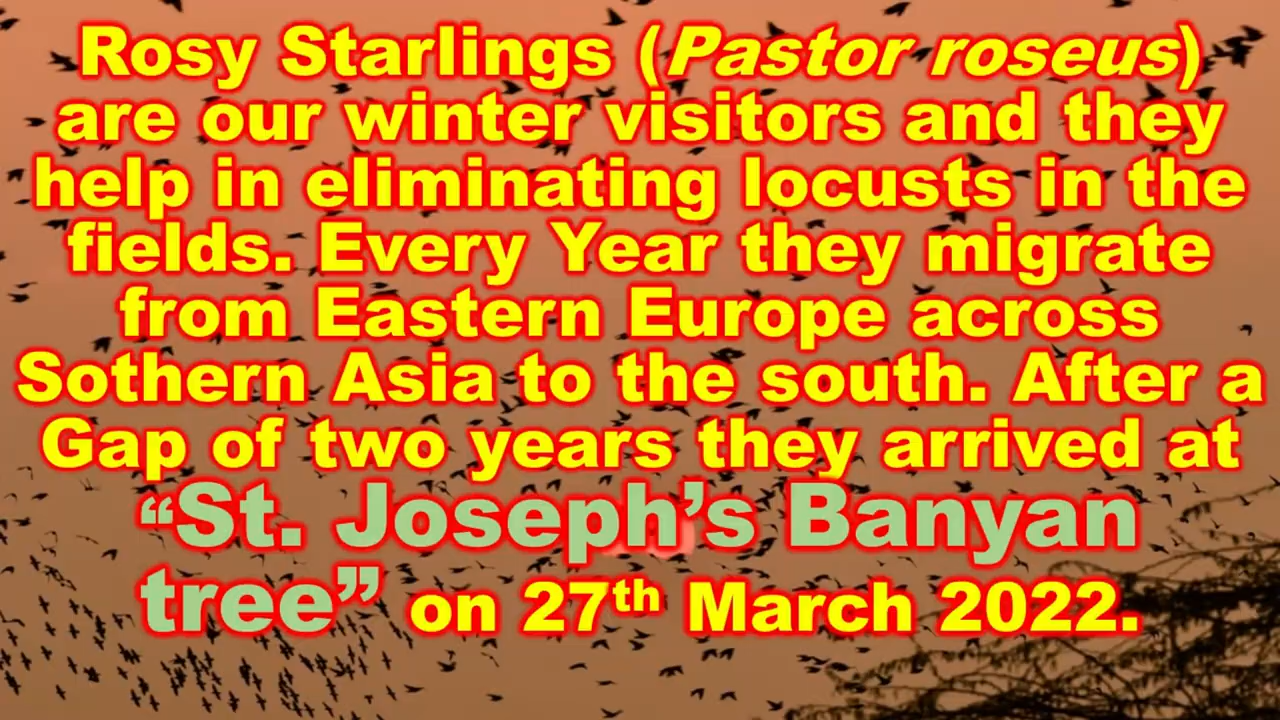 Rosy Starlings (Pastor roseus)
are our winter visitors and they
help in eliminating locusts in the
fields. Every Year they migrate
from Eastern Europe across
Sothern Asia to the south. After a
Gap of two years they arrived at
“St. Joseph’s Banyan
tree” on 27th March 2022.